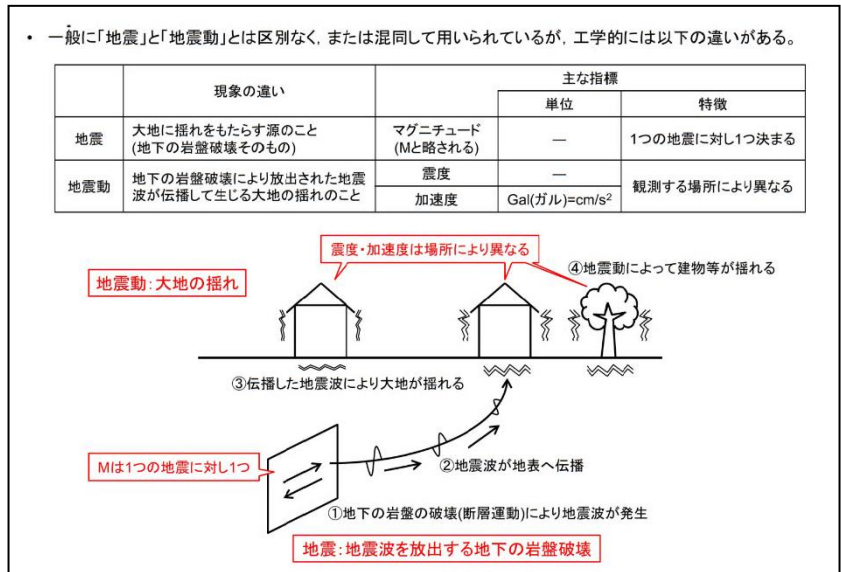 ・ 一般に「地震」と「地震動」とは区別なく，または混同して用いられているが，工学的には以下の違いがある。
現象の違い
主な指標
単位
特徴
地震
大地に揺れをもたらす源のこと
(地下の岩盤破壊そのもの)
マグニチュード
(Mと略される)
―
1つの地震に対し1つ決まる
地震動
地下の岩盤破壊により放出された地震
波が伝播して生じる大地の揺れのこと
震度
―
加速度
Gal(ガル)=cm/s²
観測する場所により異なる
震度・加速度は場所により異なる
④地震動によって建物等が揺れる
地震動：大地の揺れ
③伝播した地震波により大地が揺れる
Mは1つの地震に対し1つ
②地震波が地表へ伝播
①地下の岩盤の破壊(断層運動)により地震波が発生
地震：地震波を放出する地下の岩盤破壊